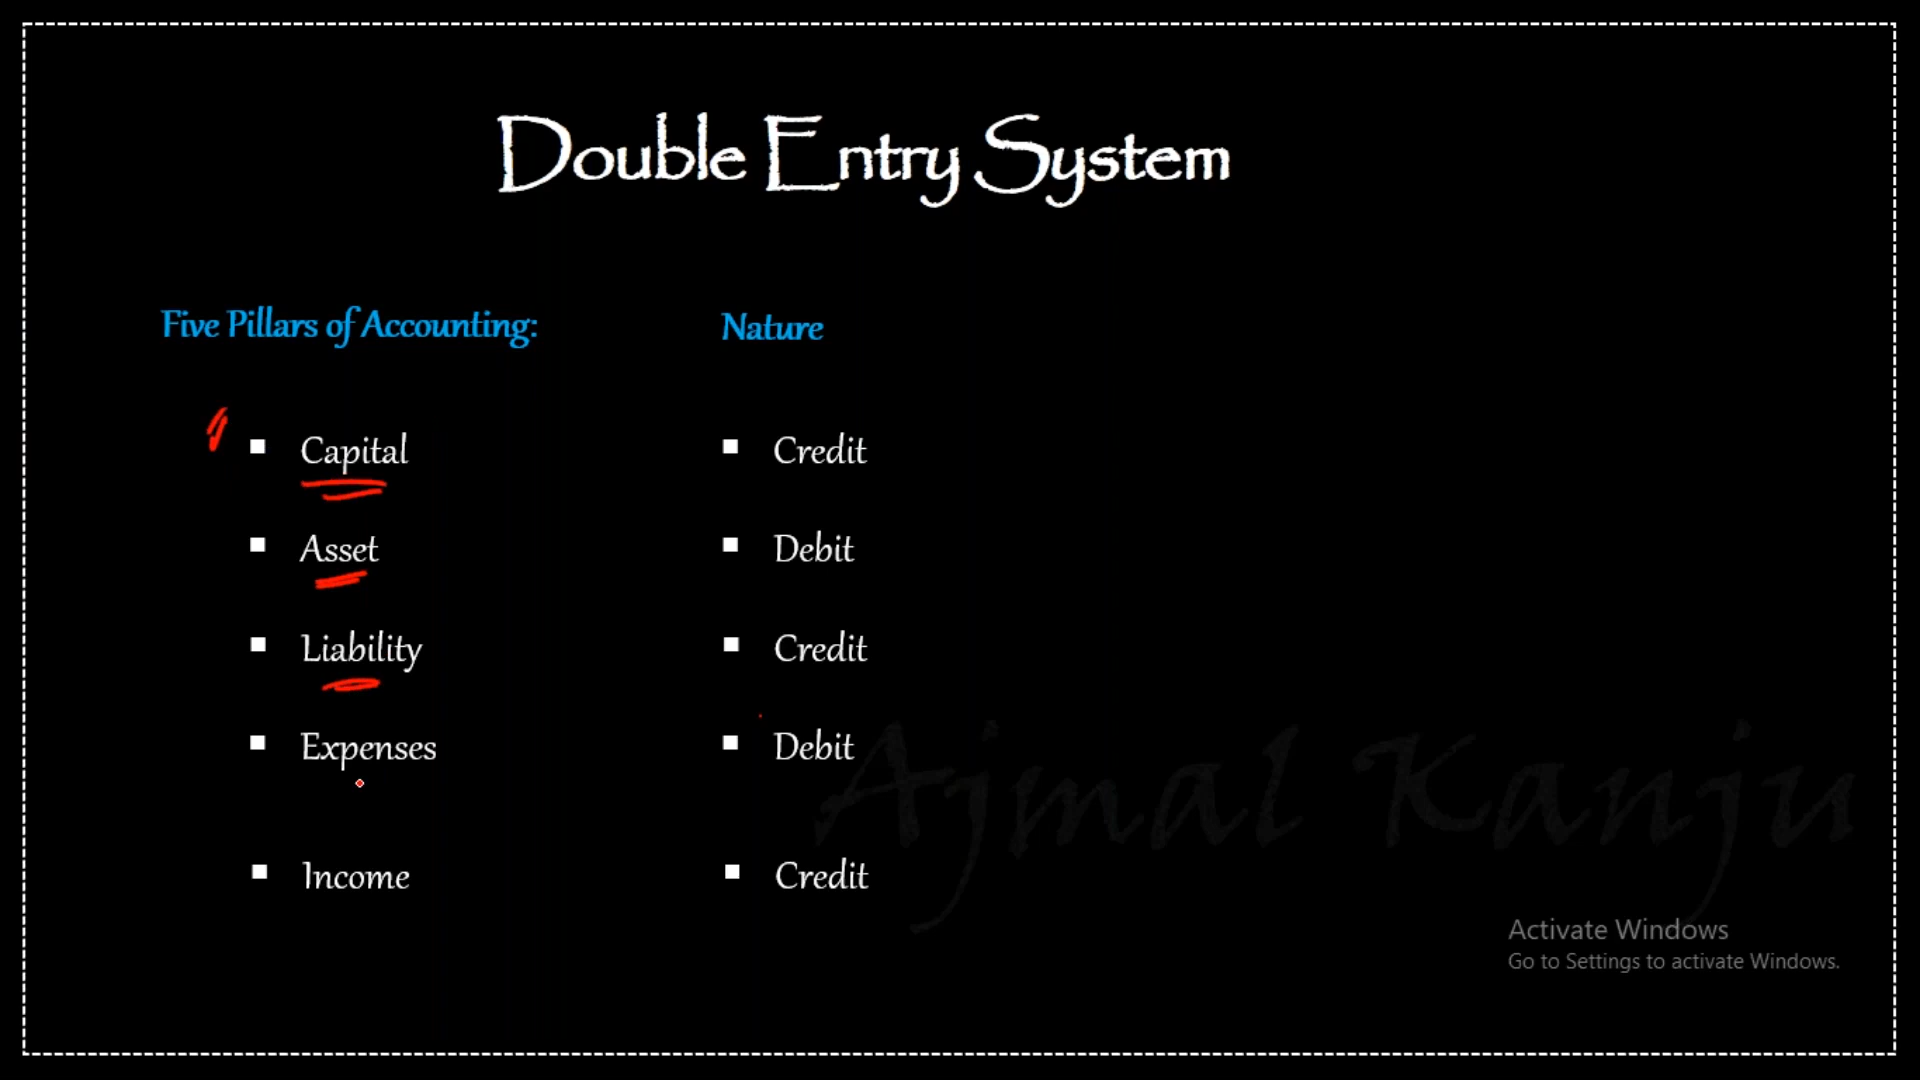 Double Entry System
Five Pillars of Accounting:
Nature
Capital
Credit
Asset
Debit
Liability
Credit
Expenses
Debit
Income
Credit
Ajmal Kanju
Activate Windows
Go to Settings to activate Windows.